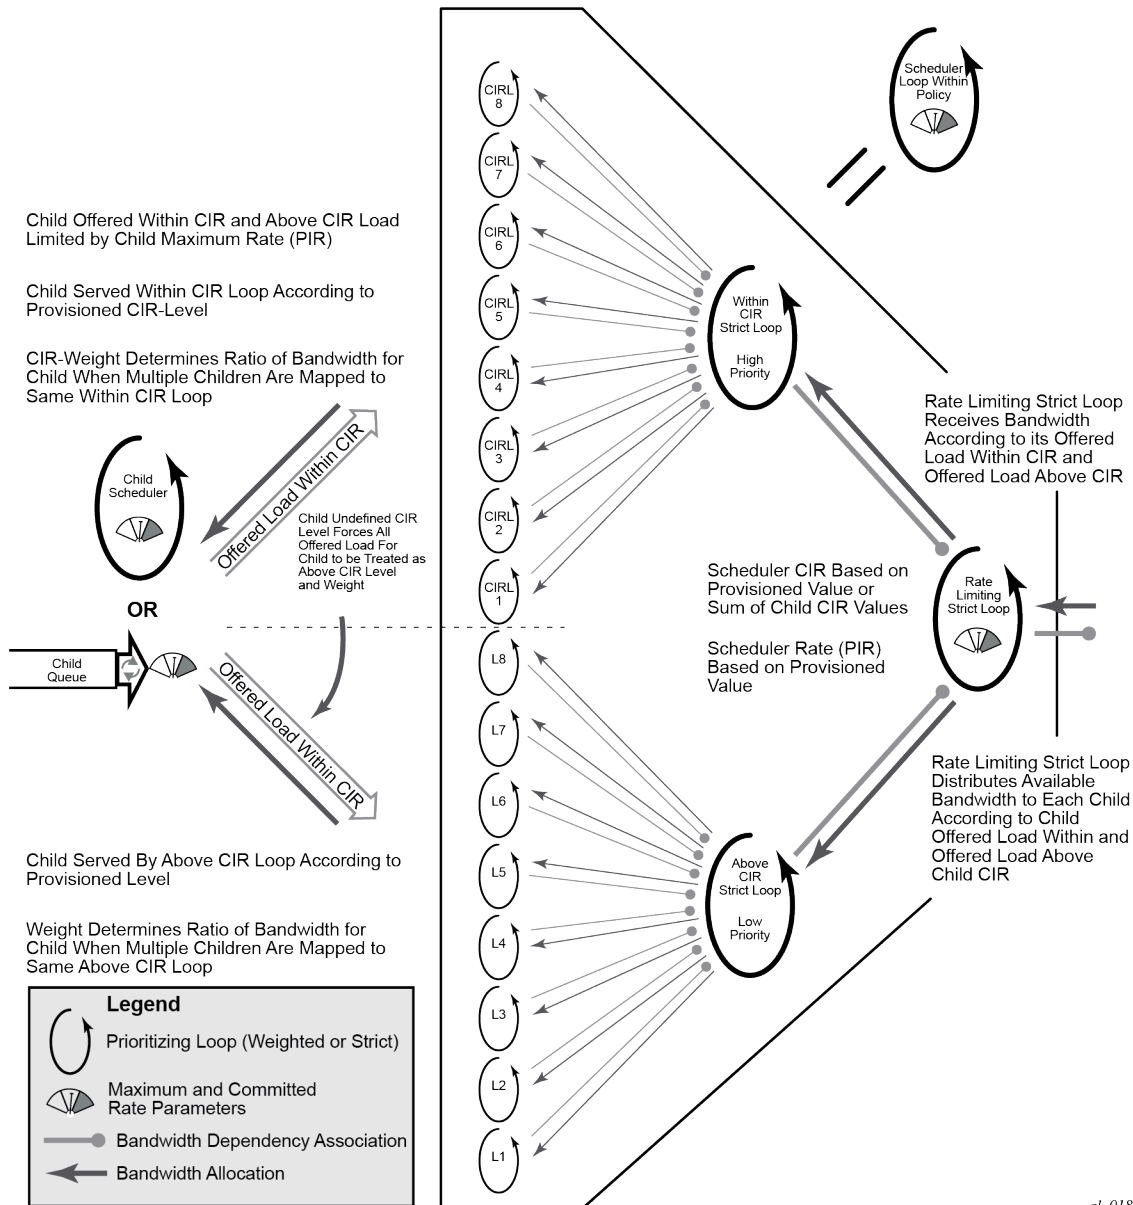 Scheduler
Loop Within
Policy
CIRL
8
CIRL
7
CIRL
6
CIRL
5
CIRL
4
CIRL
3
CIRL
2
CIRL
1
L8
L7
L6
L5
L4
L3
L2
L1
Child Offered Within CIR and Above CIR Load
Limited by Child Maximum Rate (PIR)
Child Served Within CIR Loop According to
Provisioned CIR-Level
CIR-Weight Determines Ratio of Bandwidth for
Child When Multiple Children Are Mapped to
Same Within CIR Loop
Child
Scheduler
Offered Load Within CIR
Child Undefined CIR
Level Forces All
Offered Load For
Child to be Treated as
Above CIR Level
and Weight
OR
Child
Queue
Offered Load Within CIR
Child Served By Above CIR Loop According to
Provisioned Level
Weight Determines Ratio of Bandwidth for
Child When Multiple Children Are Mapped to
Same Above CIR Loop
Within
CIR
Strict Loop
High
Priority
Rate Limiting Strict Loop
Receives Bandwidth
According to its Offered
Load Within CIR and
Offered Load Above CIR
Scheduler CIR Based on
Provisioned Value or
Sum of Child CIR Values
Scheduler Rate (PIR)
Based on Provisioned
Value
Rate
Limiting
Strict Loop
Above
CIR
Strict Loop
Low
Priority
Rate Limiting Strict Loop
Distributes Available
Bandwidth to Each Child
According to Child
Offered Load Within and
Offered Load Above
Child CIR
Legend
Prioritizing Loop (Weighted or Strict)
Maximum and Committed
Rate Parameters
Bandwidth Dependency Association
Bandwidth Allocation